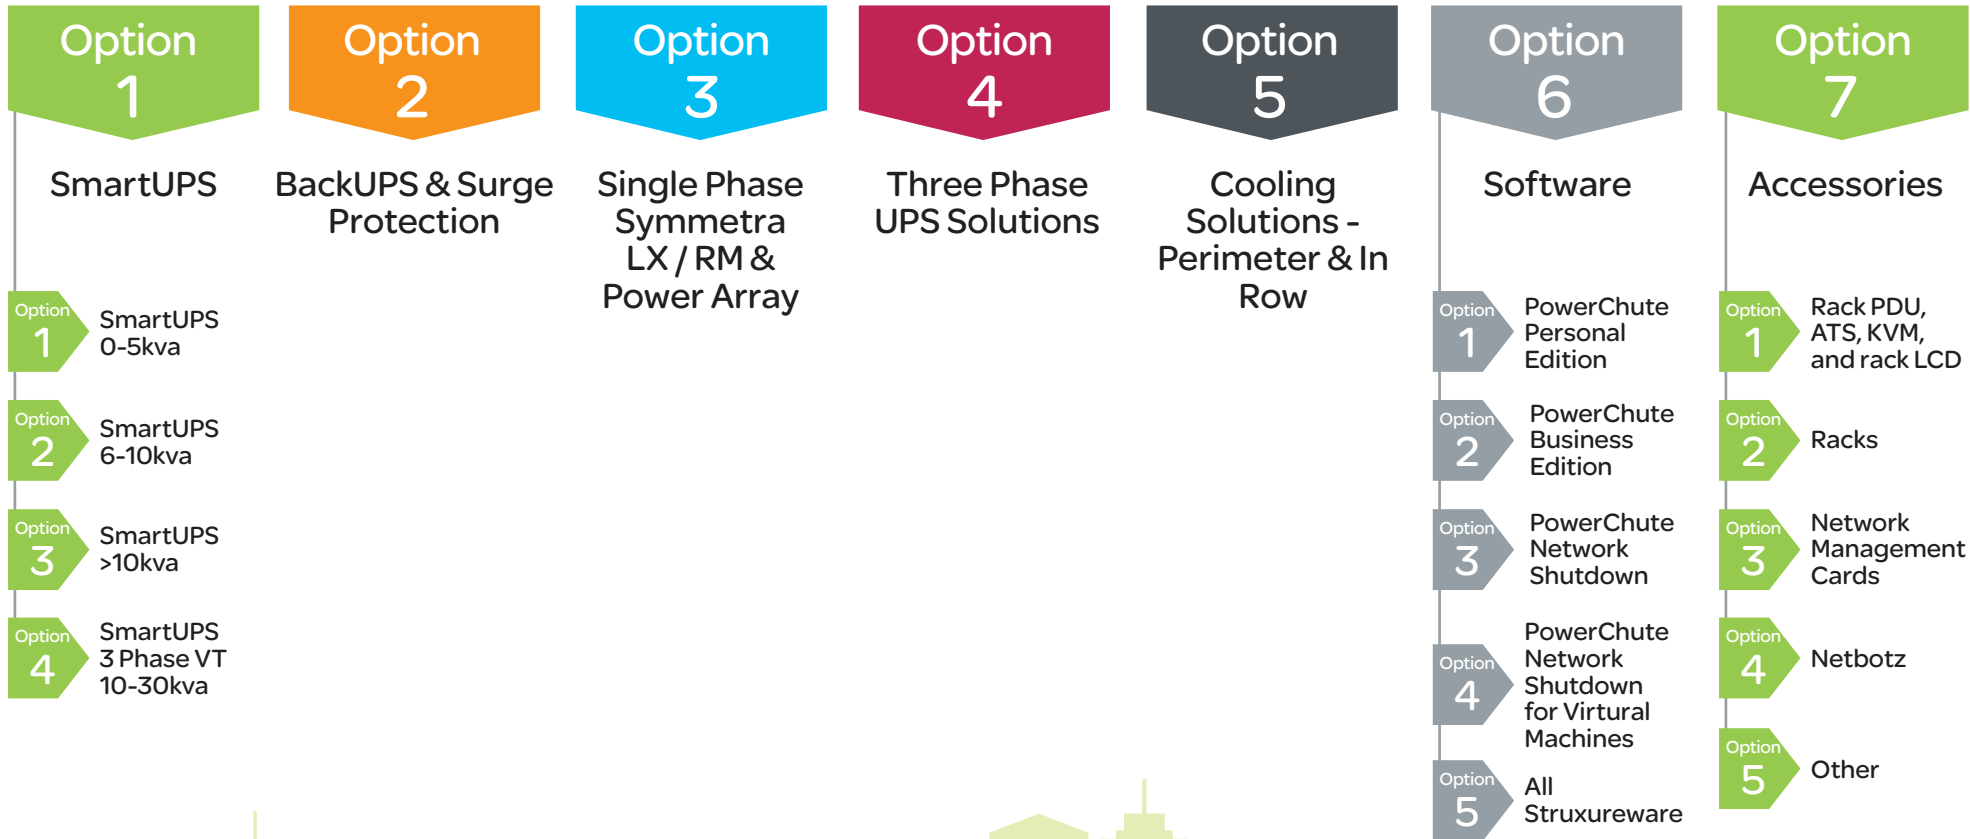 Option
1
SmartUPS
Option
1
SmartUPS
0-5kva
Option
2
SmartUPS
6-10kva
Option
3
SmartUPS
>10kva
Option
4
SmartUPS
3 Phase VT
10-30kva
Option
2
BackUPS & Surge
Protection
Option
3
Single Phase
Symmetra
LX / RM &
Power Array
Option
4
Three Phase
UPS Solutions
Option
5
Cooling
Solutions -
Perimeter & In
Row
Option
6
Software
Option
1
PowerChute
Personal
Edition
Option
2
PowerChute
Business
Edition
Option
3
PowerChute
Network
Shutdown
Option
4
PowerChute
Network
Shutdown
for Virtural
Machines
Option
5
All
Struxureware
Option
7
Accessories
Option
1
Rack PDU,
ATS, KVM,
and rack LCD
Option
2
Racks
Option
3
Network
Management
Cards
Option
4
Netbotz
Option
5
Other